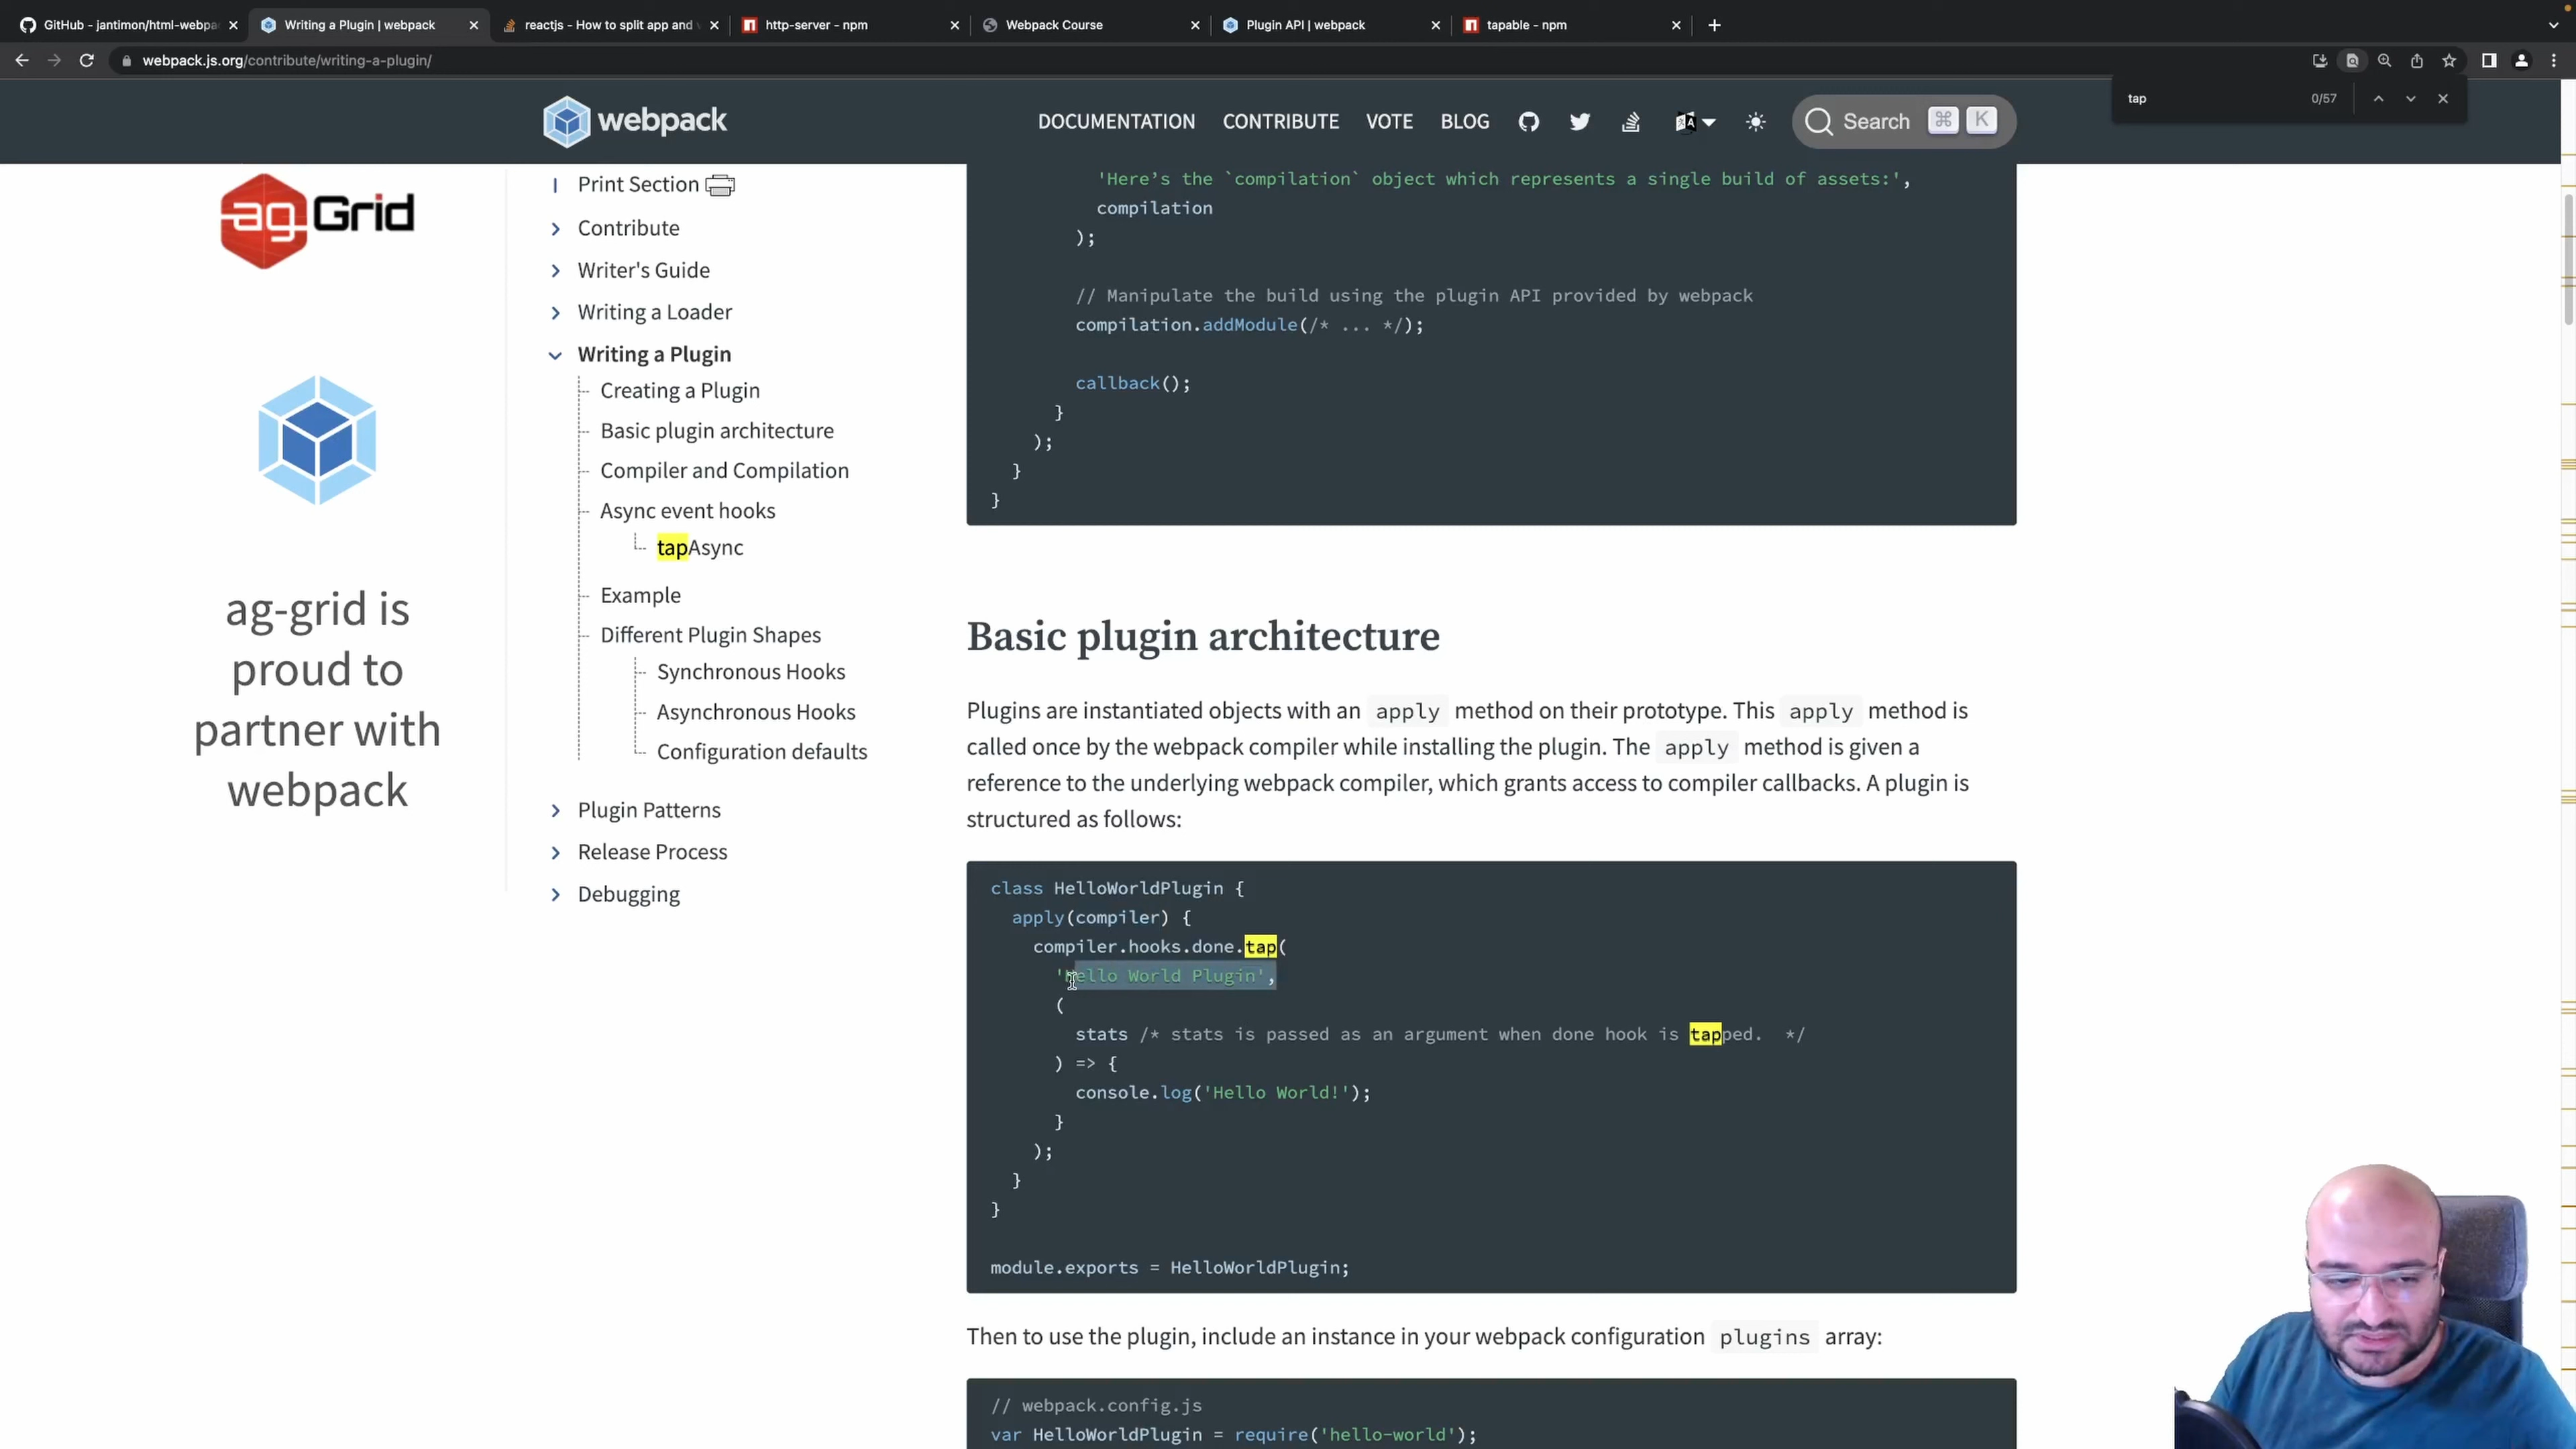 GitHub - jantimon/html-webpa
Writing a Plugin | webpack
reactjs - How to split app and
http-server - npm
Webpack Course
Plugin API | webpack
tapable - npm
webpack.js.org/contribute/writing-a-plugin/
tap
0/57
webpack
DOCUMENTATION
CONTRIBUTE
VOTE
BLOG
Search
⌘
K
ag-Grid
ag-grid is
proud to
partner with
webpack
Print Section
Contribute
Writer's Guide
Writing a Loader
Writing a Plugin
Creating a Plugin
Basic plugin architecture
Compiler and Compilation
Async event hooks
tapAsync
Example
Different Plugin Shapes
Synchronous Hooks
Asynchronous Hooks
Configuration defaults
Plugin Patterns
Release Process
Debugging
'Here’s the `compilation` object which represents a single build of assets:',
compilation
);
// Manipulate the build using the plugin API provided by webpack
compilation.addModule(/* ... */);
callback();
}
);
}
}
Basic plugin architecture
Plugins are instantiated objects with an apply method on their prototype. This apply method is
called once by the webpack compiler while installing the plugin. The apply method is given a
reference to the underlying webpack compiler, which grants access to compiler callbacks. A plugin is
structured as follows:
class HelloWorldPlugin {
apply(compiler) {
compiler.hooks.done.tap(
'Hello World Plugin',
(
stats /* stats is passed as an argument when done hook is tapped.  */
) => {
console.log('Hello World!');
}
);
}
}
module.exports = HelloWorldPlugin;
Then to use the plugin, include an instance in your webpack configuration plugins array:
// webpack.config.js
var HelloWorldPlugin = require('hello-world');